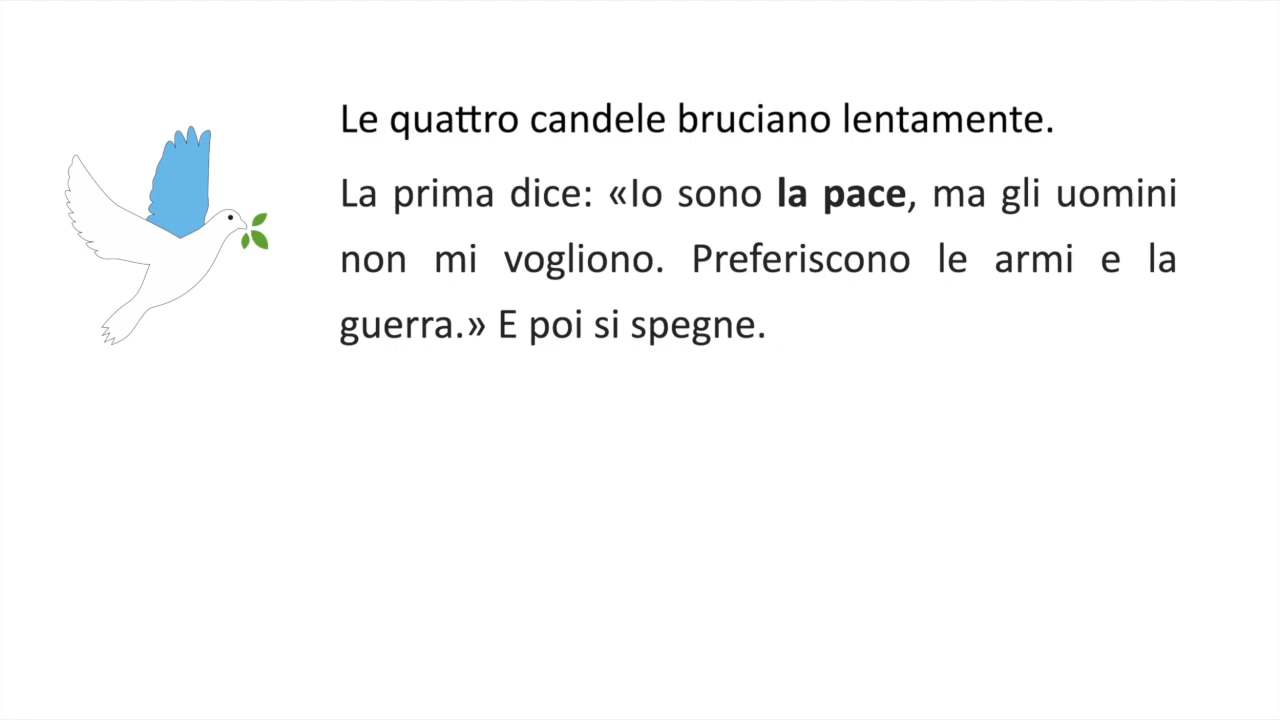 Le quattro candele bruciano lentamente.
La prima dice: «Io sono la pace, ma gli uomini
non mi vogliono. Preferiscono le armi e la
guerra.» E poi si spegne.